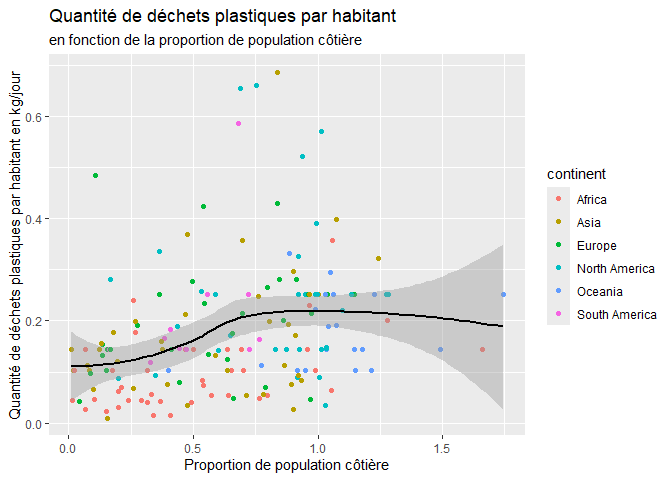 Quantité de déchets plastiques par habitant
en fonction de la proportion de population côtière
Quantité de déchets plastiques par habitant en kg/jour
0.6
0.4
0.2
0.0
0.0 0.5 1.0 1.5
Proportion de population côtière
continent
Africa
Asia
Europe
North America
Oceania
South America